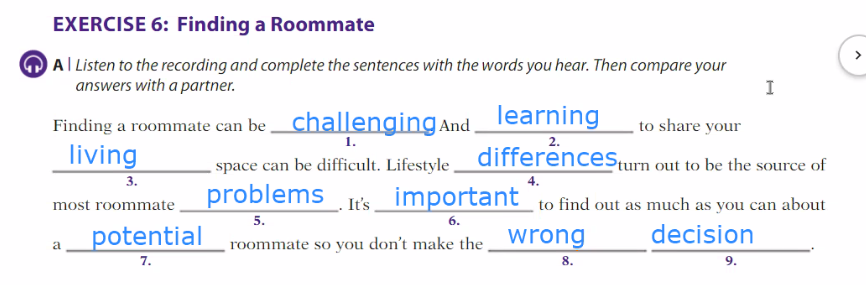 EXERCISE 6: Finding a Roommate
A | Listen to the recording and complete the sentences with the words you hear. Then compare your
answers with a partner.
Finding a roommate can be challenging And learning to share your
1. 2.
living space can be difficult. Lifestyle differences turn out to be the source of
3. 4.
most roommate problems. It's important to find out as much as you can about
5. 6.
a potential roommate so you don't make the wrong decision.
7. 8. 9.